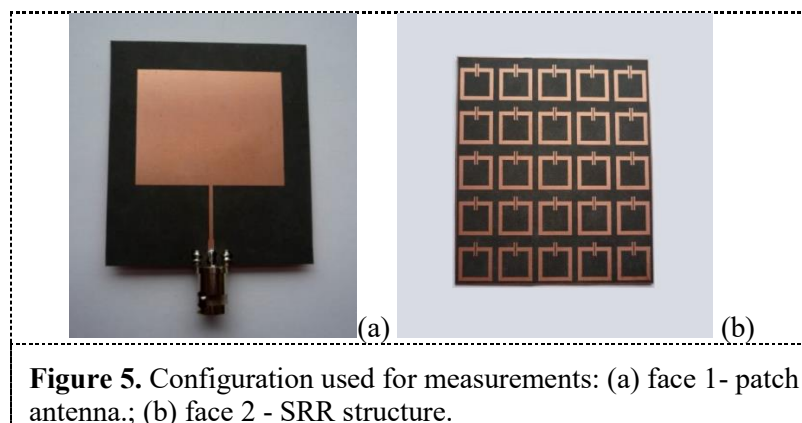 (a)
(b)
Figure 5. Configuration used for measurements: (a) face 1- patch
antenna.; (b) face 2 - SRR structure.